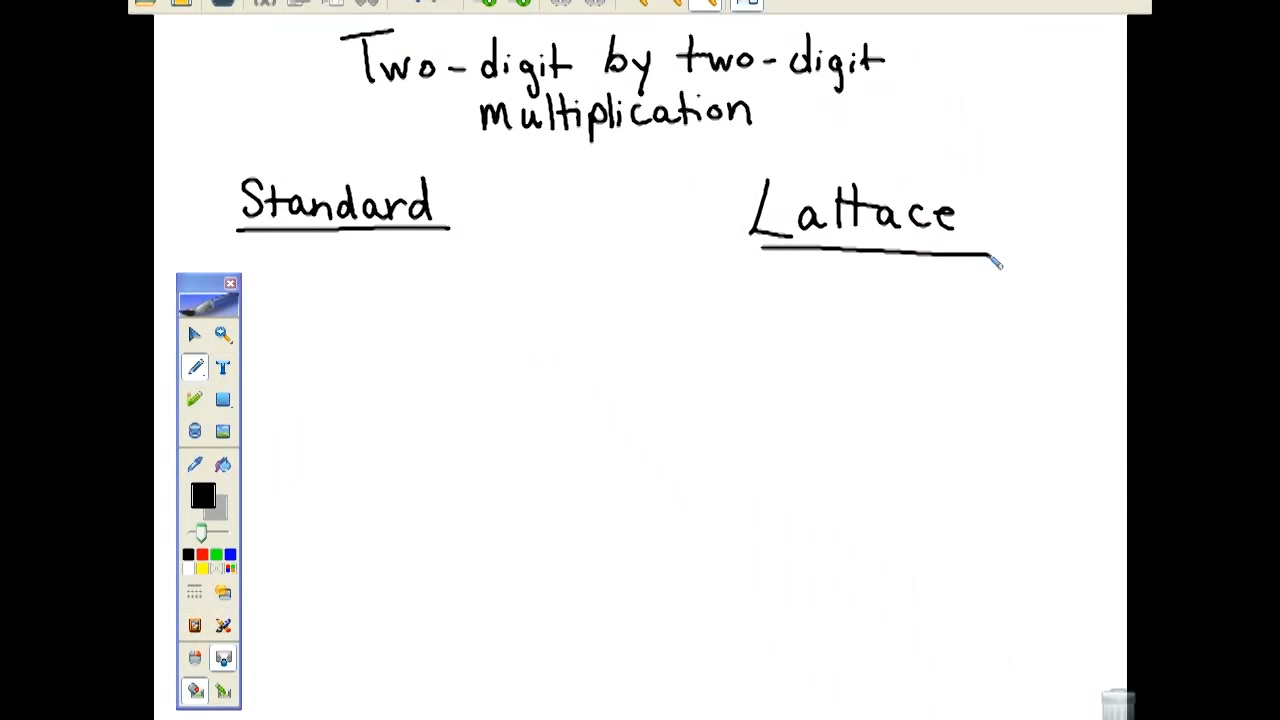 Two-digit by two-digit
multiplication
Standard
Lattace